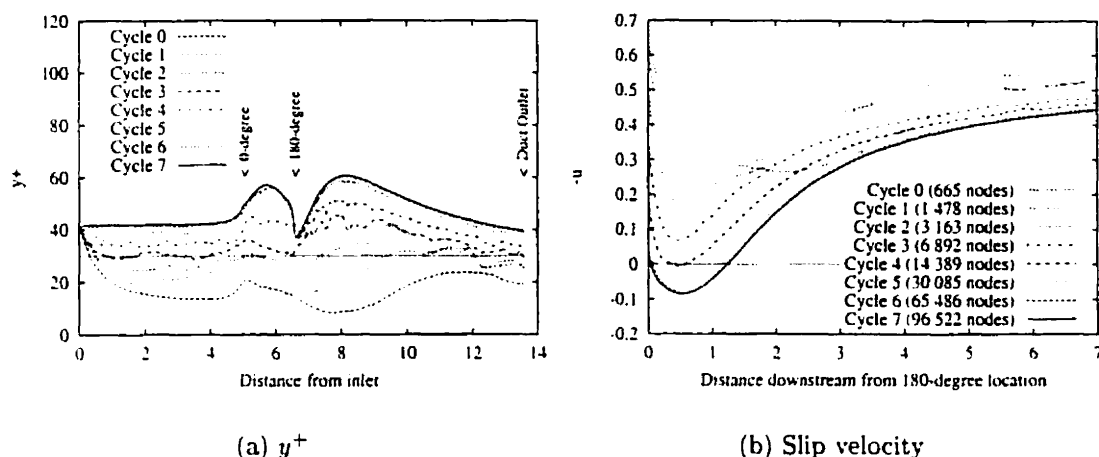 120
100
80
60
40
20
0
y+
Cycle 0
Cycle 1
Cycle 2
Cycle 3
Cycle 4
Cycle 5
Cycle 6
Cycle 7
< 0-degree
< 180-degree
< Duct Outlet
0 2 4 6 8 10 12 14
Distance from inlet
(a) y+
0.7
0.6
0.5
0.4
0.3
0.2
0.1
0
-0.1
-0.2
-u
Cycle 0 (665 nodes)
Cycle 1 (1 478 nodes)
Cycle 2 (3 163 nodes)
Cycle 3 (6 892 nodes)
Cycle 4 (14 389 nodes)
Cycle 5 (30 085 nodes)
Cycle 6 (65 486 nodes)
Cycle 7 (96 522 nodes)
0 1 2 3 4 5 6 7
Distance downstream from 180-degree location
(b) Slip velocity